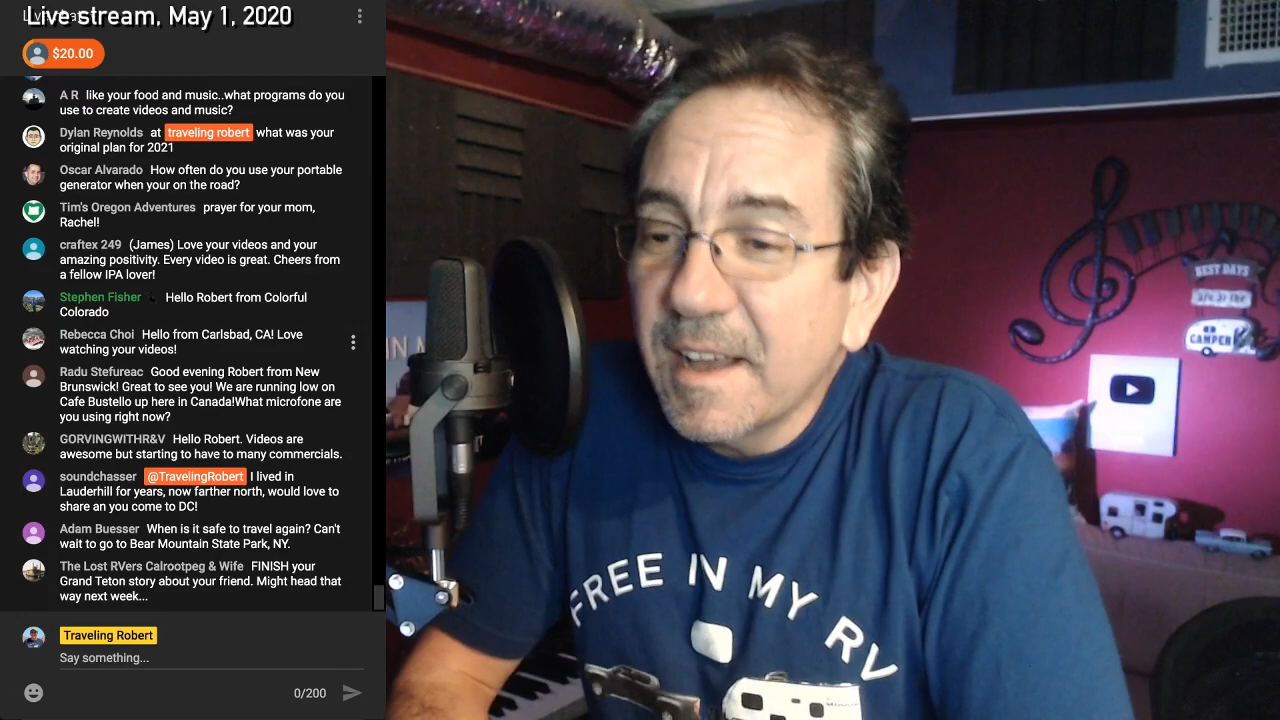 Live stream, May 1, 2020
$20.00
A R like your food and music..what programs do you
use to create videos and music?
Dylan Reynolds at traveling robert what was your
original plan for 2021
Oscar Alvarado How often do you use your portable
generator when your on the road?
Tim's Oregon Adventures prayer for your mom,
Rachel!
craftex 249 (James) Love your videos and your
amazing positivity. Every video is great. Cheers from
a fellow IPA lover!
Stephen Fisher Hello Robert from Colorful
Colorado
Rebecca Choi Hello from Carlsbad, CA! Love
watching your videos!
Radu Stefureac Good evening Robert from New
Brunswick! Great to see you! We are running low on
Cafe Bustello up here in Canada!What microfone are
you using right now?
GORVINGWITHR&V Hello Robert. Videos are
awesome but starting to have to many commercials.
soundchasser @TravelingRobert I lived in
Lauderhill for years, now farther north, would love to
share an you come to DC!
Adam Buesser When is it safe to travel again? Can't
wait to go to Bear Mountain State Park, NY.
The Lost RVers Calrootpeg & Wife FINISH your
Grand Teton story about your friend. Might head that
way next week...
Traveling Robert
Say something...
0/200
IN M
BEST DAYS
CAMPER
FREE IN MY RV